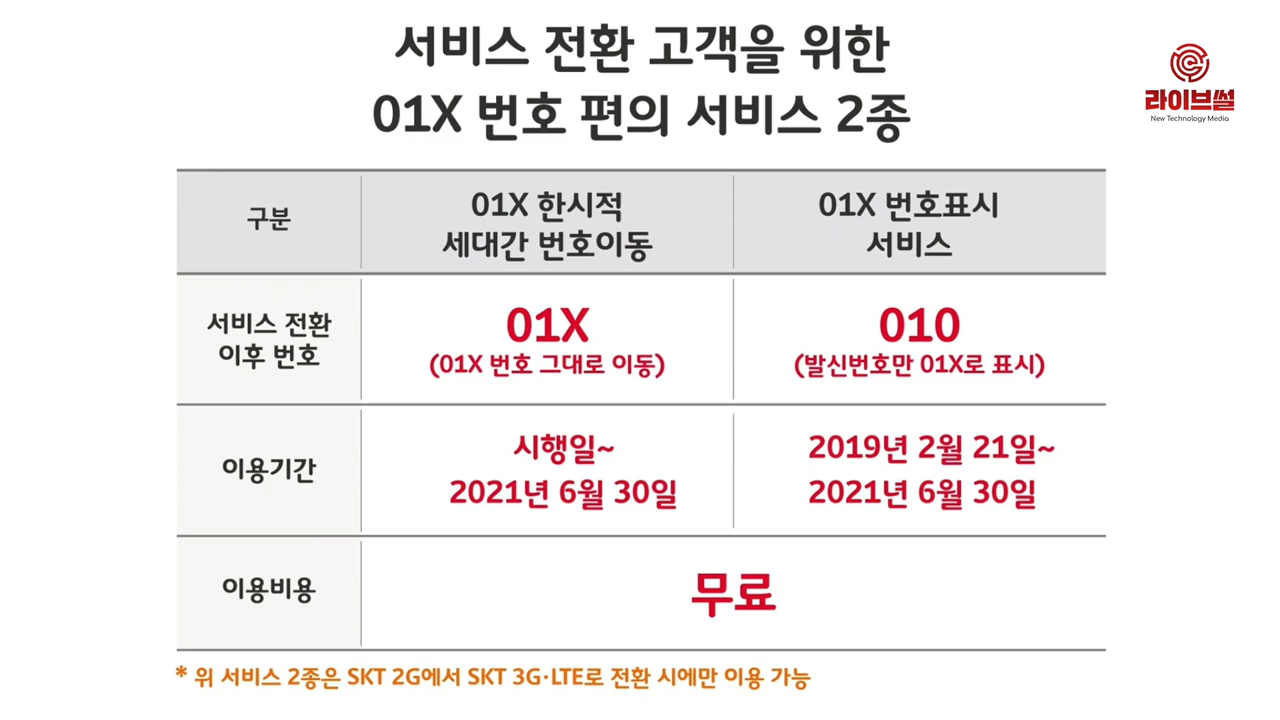 서비스 전환 고객을 위한
01X 번호 편의 서비스 2종
라이브썰
New Technology Media
구분
01X 한시적
세대간 번호이동
01X 번호표시
서비스
서비스 전환
이후 번호
01X
(01X 번호 그대로 이동)
010
(발신번호만 01X로 표시)
이용기간
시행일~
2021년 6월 30일
2019년 2월 21일~
2021년 6월 30일
이용비용
무료
* 위 서비스 2종은 SKT 2G에서 SKT 3G·LTE로 전환 시에만 이용 가능